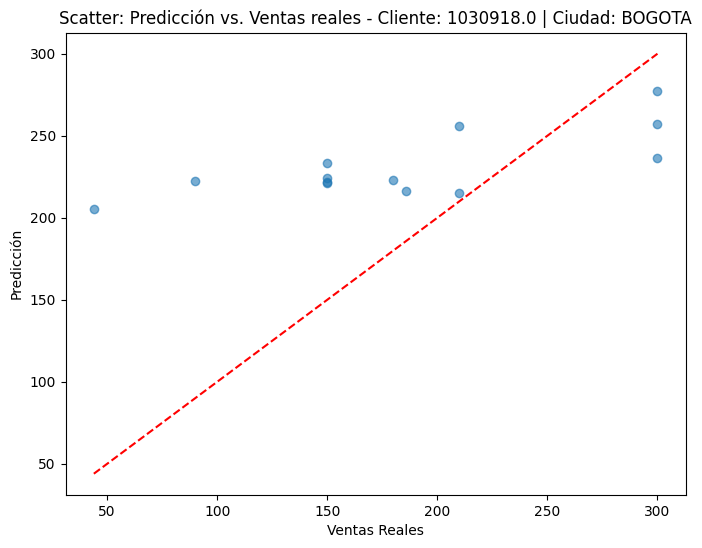 Scatter: Predicción vs. Ventas reales - Cliente: 1030918.0 | Ciudad: BOGOTA
300
250
200
150
100
50
Predicción
50 100 150 200 250 300
Ventas Reales